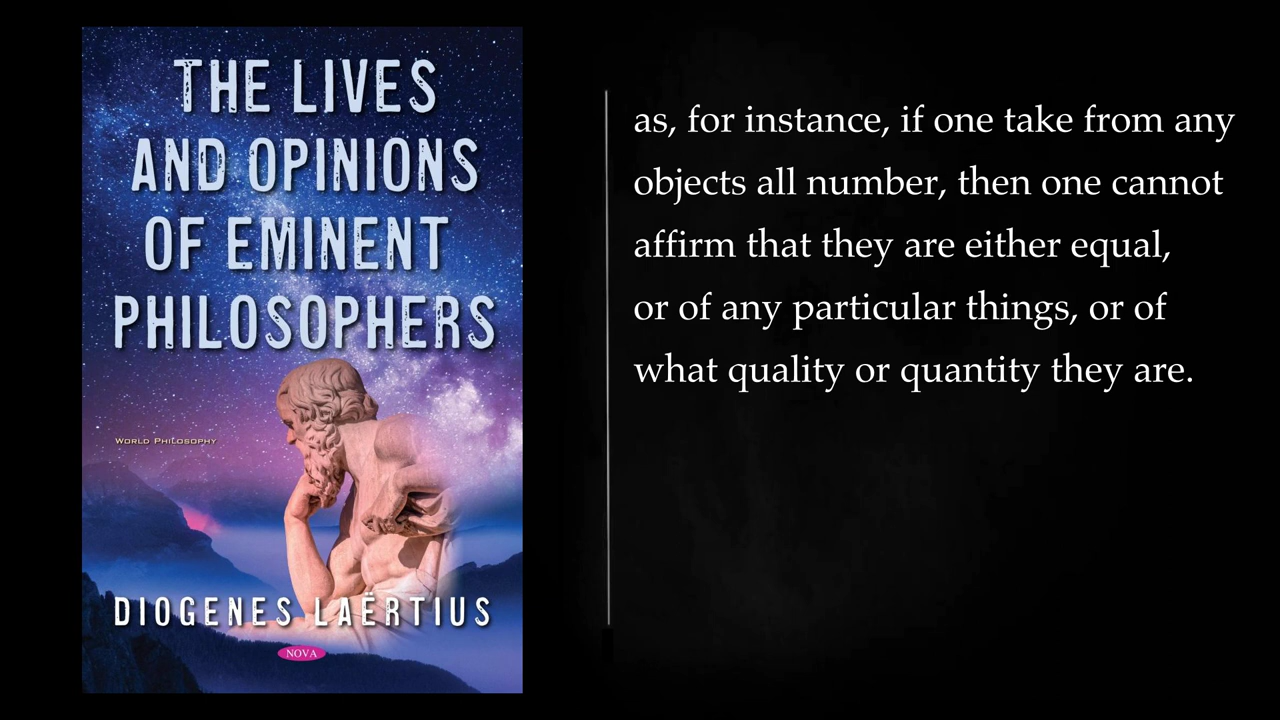 THE LIVES
AND OPINIONS
OF EMINENT
PHILOSOPHERS
WORLD PHILOSOPHY
DIOGENES LAËRTIUS
NOVA
as, for instance, if one take from any
objects all number, then one cannot
affirm that they are either equal,
or of any particular things, or of
what quality or quantity they are.